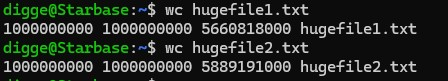 digge@Starbase:~$ wc hugefile1.txt
1000000000 1000000000 5660818000 hugefile1.txt
digge@Starbase:~$ wc hugefile2.txt
1000000000 1000000000 5889191000 hugefile2.txt